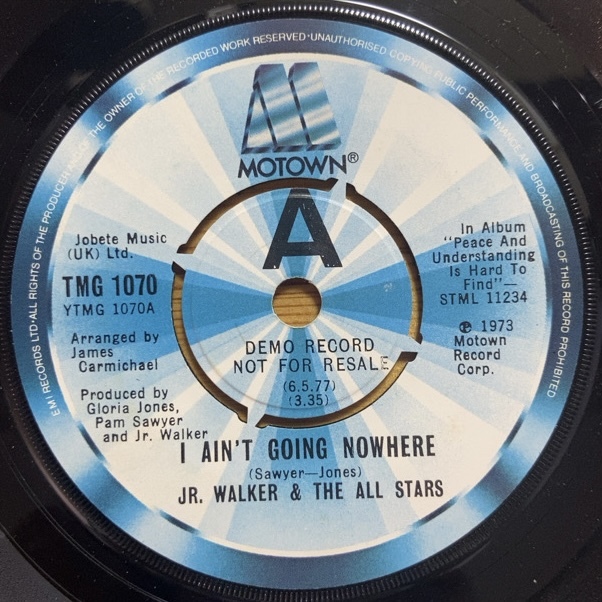 EMI RECORDS LTD·ALL RIGHTS OF THE PRODUCER AND OF THE OWNER OF THE RECORDED WORK RESERVED·UNAUTHORISED COPYING PUBLIC PERFORMANCE AND BROADCASTING OF THIS RECORD PROHIBITED
M
MOTOWN®
A
Jobete Music
(UK) Ltd.
TMG 1070
YTMG 1070A
Arranged by
James
Carmichael
Produced by
Gloria Jones,
Pam Sawyer
and Jr. Walker
In Album
"Peace And
Understanding
Is Hard To
Find"—
STML 11234
℗ 1973
Motown
Record
Corp.
DEMO RECORD
NOT FOR RESALE
(6.5.77)
(3.35)
I AIN'T GOING NOWHERE
(Sawyer—Jones)
JR. WALKER & THE ALL STARS